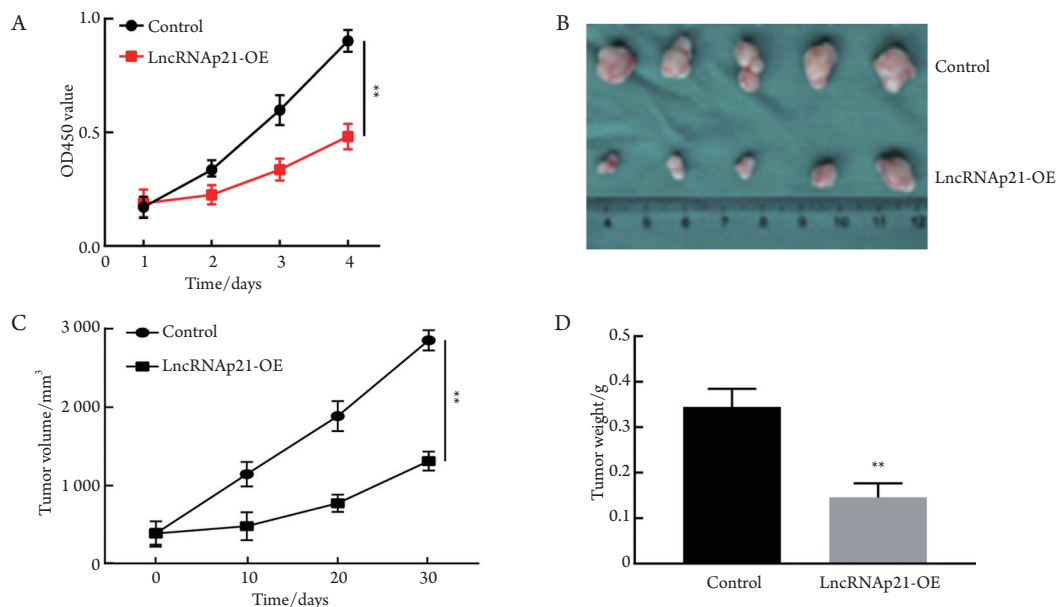 A
1.0
Control
LncRNAp21-OE
**
0.5
0.0
OD450 value
0
1
2
3
4
Time/days
B
Control
LncRNAp21-OE
4 5 6 7 8 9 10 11 12
C
3 000
Control
LncRNAp21-OE
**
2 000
1 000
0
Tumor volume/mm³
0
10
20
30
Time/days
D
0.5
0.4
0.3
0.2
0.1
0
Tumor weight/g
**
Control
LncRNAp21-OE